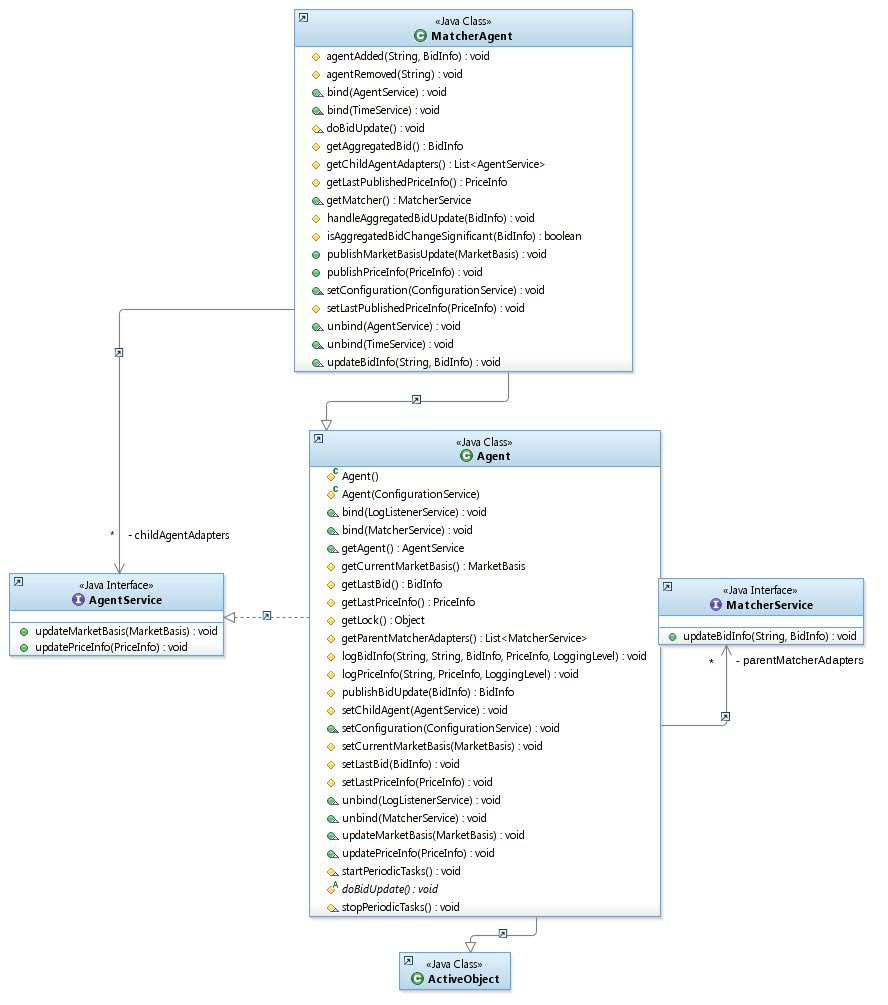 «Java Class»
MatcherAgent
agentAdded(String, BidInfo) : void
agentRemoved(String) : void
bind(AgentService) : void
bind(TimeService) : void
doBidUpdate() : void
getAggregatedBid() : BidInfo
getChildAgentAdapters() : List<AgentService>
getLastPublishedPriceInfo() : PriceInfo
getMatcher() : MatcherService
handleAggregatedBidUpdate(BidInfo) : void
isAggregatedBidChangeSignificant(BidInfo) : boolean
publishMarketBasisUpdate(MarketBasis) : void
publishPriceInfo(PriceInfo) : void
setConfiguration(ConfigurationService) : void
setLastPublishedPriceInfo(PriceInfo) : void
unbind(AgentService) : void
unbind(TimeService) : void
updateBidInfo(String, BidInfo) : void
«Java Class»
Agent
Agent()
Agent(ConfigurationService)
bind(LogListenerService) : void
bind(MatcherService) : void
getAgent() : AgentService
getCurrentMarketBasis() : MarketBasis
getLastBid() : BidInfo
getLastPriceInfo() : PriceInfo
getLock() : Object
getParentMatcherAdapters() : List<MatcherService>
logBidInfo(String, String, BidInfo, PriceInfo, LoggingLevel) : void
logPriceInfo(String, PriceInfo, LoggingLevel) : void
publishBidUpdate(BidInfo) : BidInfo
setChildAgent(AgentService) : void
setConfiguration(ConfigurationService) : void
setCurrentMarketBasis(MarketBasis) : void
setLastBid(BidInfo) : void
setLastPriceInfo(PriceInfo) : void
unbind(LogListenerService) : void
unbind(MatcherService) : void
updateMarketBasis(MarketBasis) : void
updatePriceInfo(PriceInfo) : void
startPeriodicTasks() : void
doBidUpdate() : void
stopPeriodicTasks() : void
* - childAgentAdapters
«Java Interface»
AgentService
updateMarketBasis(MarketBasis) : void
updatePriceInfo(PriceInfo) : void
«Java Interface»
MatcherService
updateBidInfo(String, BidInfo) : void
* - parentMatcherAdapters
«Java Class»
ActiveObject